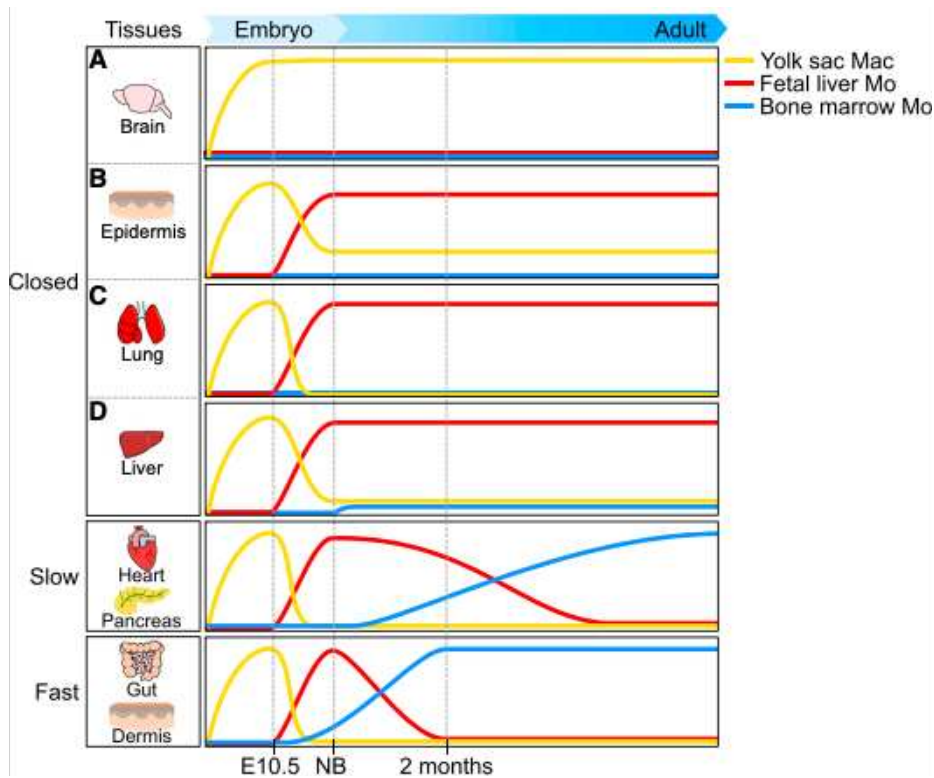 Tissues
Embryo
Adult
Yolk sac Mac
Fetal liver Mo
Bone marrow Mo
A
Brain
B
Epidermis
Closed
C
Lung
D
Liver
Slow
Heart
Pancreas
Fast
Gut
Dermis
E10.5 NB 2 months